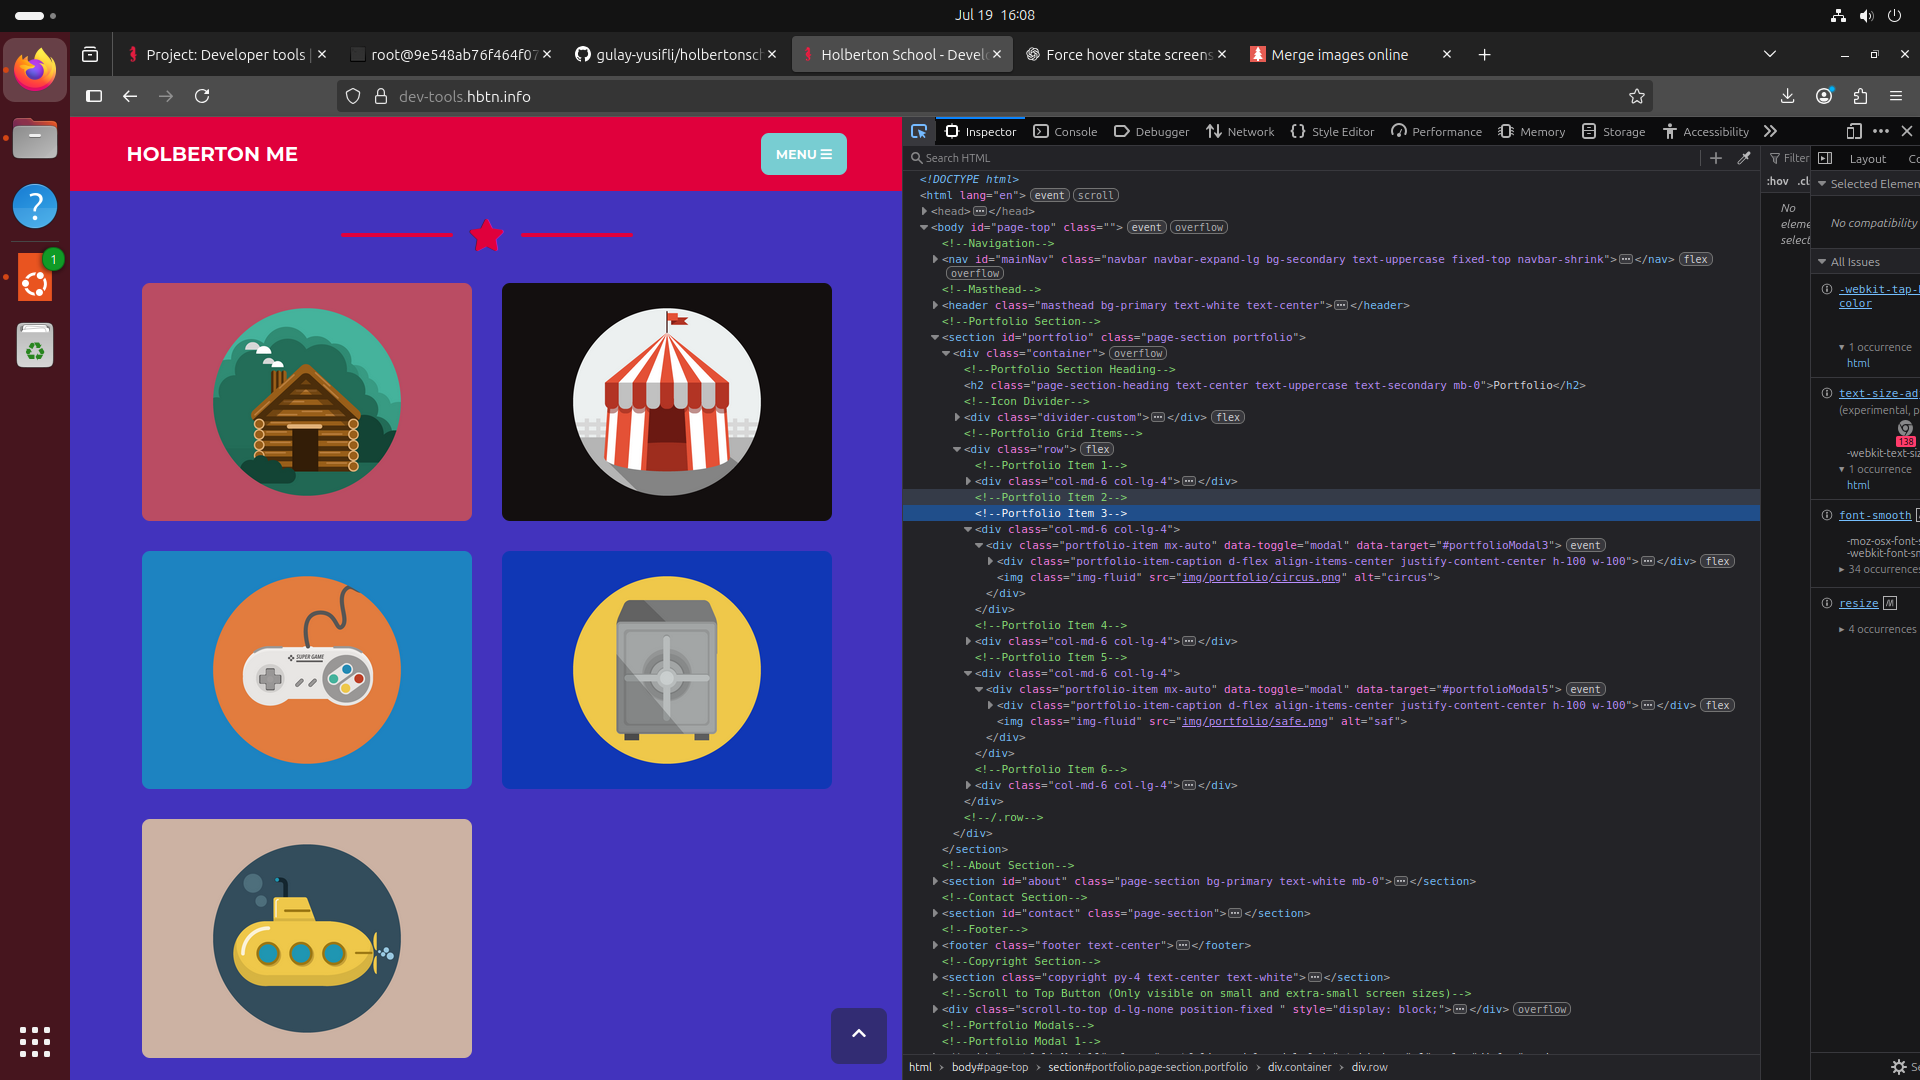 Jul 19 16:08
Project: Developer tools |
root@9e548ab76f464f07
gulay-yusifli/holbertonsch
Holberton School - Develo
Force hover state screens
Merge images online
dev-tools.hbtn.info
HOLBERTON ME
MENU
SUPER GAME
1
Inspector
Console
Debugger
Network
Style Editor
Performance
Memory
Storage
Accessibility
Search HTML
<!DOCTYPE html>
<html lang="en"> event scroll
<head> </head>
<body id="page-top" class=""> event overflow
<!--Navigation-->
<nav id="mainNav" class="navbar navbar-expand-lg bg-secondary text-uppercase fixed-top navbar-shrink"> </nav> flex
overflow
<!--Masthead-->
<header class="masthead bg-primary text-white text-center"> </header>
<!--Portfolio Section-->
<section id="portfolio" class="page-section portfolio">
<div class="container"> overflow
<!--Portfolio Section Heading-->
<h2 class="page-section-heading text-center text-uppercase text-secondary mb-0">Portfolio</h2>
<!--Icon Divider-->
<div class="divider-custom"> </div> flex
<!--Portfolio Grid Items-->
<div class="row"> flex
<!--Portfolio Item 1-->
<div class="col-md-6 col-lg-4"> </div>
<!--Portfolio Item 2-->
<!--Portfolio Item 3-->
<div class="col-md-6 col-lg-4">
<div class="portfolio-item mx-auto" data-toggle="modal" data-target="#portfolioModal3"> event
<div class="portfolio-item-caption d-flex align-items-center justify-content-center h-100 w-100"> </div> flex
<img class="img-fluid" src="img/portfolio/circus.png" alt="circus">
</div>
</div>
<!--Portfolio Item 4-->
<div class="col-md-6 col-lg-4"> </div>
<!--Portfolio Item 5-->
<div class="col-md-6 col-lg-4">
<div class="portfolio-item mx-auto" data-toggle="modal" data-target="#portfolioModal5"> event
<div class="portfolio-item-caption d-flex align-items-center justify-content-center h-100 w-100"> </div> flex
<img class="img-fluid" src="img/portfolio/safe.png" alt="saf">
</div>
</div>
<!--Portfolio Item 6-->
<div class="col-md-6 col-lg-4"> </div>
</div>
<!--/.row-->
</div>
</section>
<!--About Section-->
<section id="about" class="page-section bg-primary text-white mb-0"> </section>
<!--Contact Section-->
<section id="contact" class="page-section"> </section>
<!--Footer-->
<footer class="footer text-center"> </footer>
<!--Copyright Section-->
<section class="copyright py-4 text-center text-white"> </section>
<!--Scroll to Top Button (Only visible on small and extra-small screen sizes)-->
<div class="scroll-to-top d-lg-none position-fixed " style="display: block;"> </div> overflow
<!--Portfolio Modals-->
<!--Portfolio Modal 1-->
html > body#page-top > section#portfolio.page-section.portfolio > div.container > div.row
Filter
:hov .cl
No
eleme
select
Layout Co
Selected Elemen
No compatibility
All Issues
-webkit-tap-
color
1 occurrence
html
text-size-ad
(experimental, p
138
-webkit-text-siz
1 occurrence
html
font-smooth
-moz-osx-font-s
-webkit-font-sm
34 occurrences
resize
4 occurrences
Se